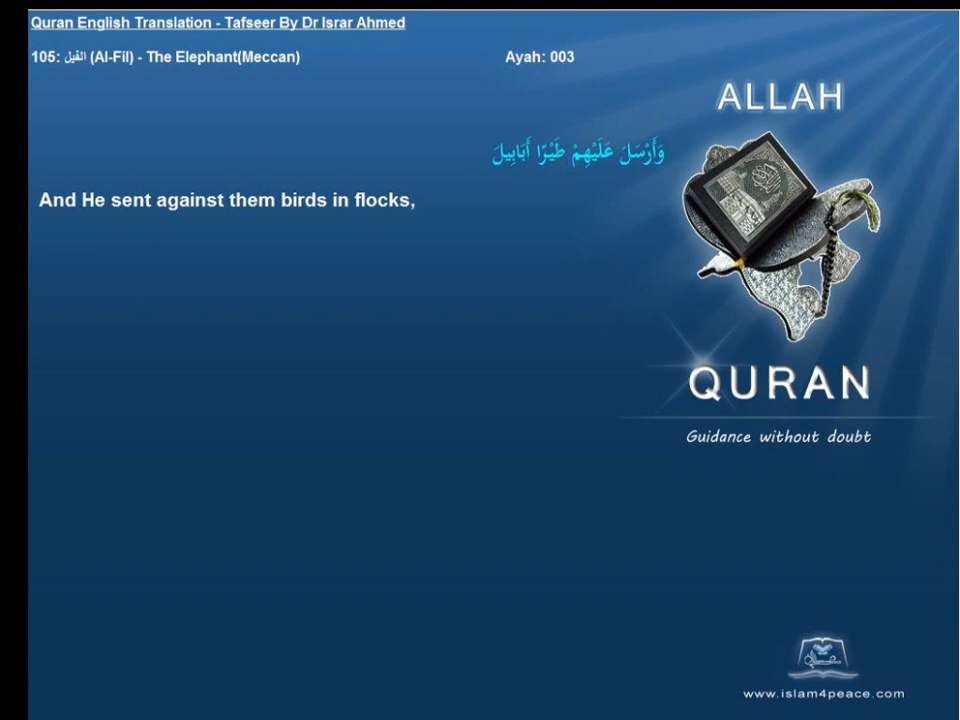 Quran English Translation - Tafseer By Dr Israr Ahmed
105: الفيل (Al-Fil) - The Elephant(Meccan)
Ayah: 003
ALLAH
وَأَرْسَلَ عَلَيْهِمْ طَيْرًا أَبَابِيلَ
And He sent against them birds in flocks,
QURAN
Guidance without doubt
www.islam4peace.com